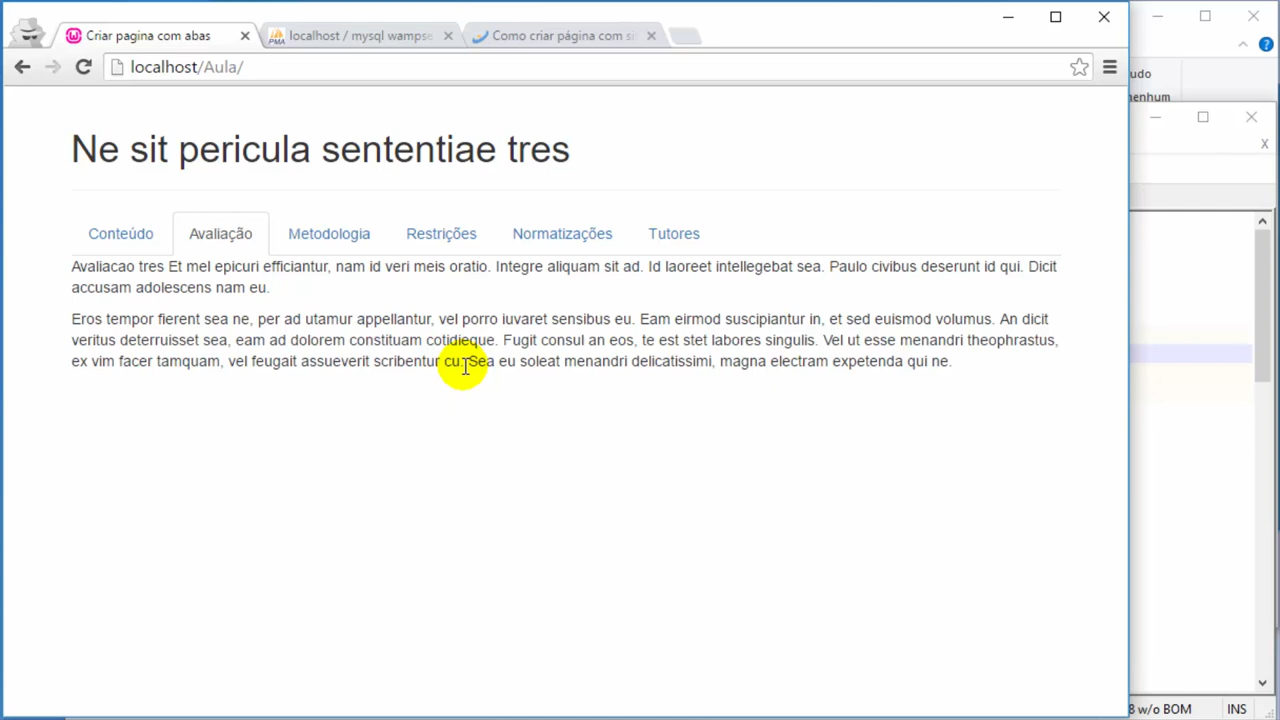 Criar pagina com abas
localhost / mysql wampse
Como criar página com si
localhost/Aula/
udo
nenhum
X
Ne sit pericula sententiae tres
Conteúdo Avaliação Metodologia Restrições Normatizações Tutores
Avaliacao tres Et mel epicuri efficiantur, nam id veri meis oratio. Integre aliquam sit ad. Id laoreet intellegebat sea. Paulo civibus deserunt id qui. Dicit
accusam adolescens nam eu.
Eros tempor fierent sea ne, per ad utamur appellantur, vel porro iuvaret sensibus eu. Eam eirmod suscipiantur in, et sed euismod volumus. An dicit
veritus deterruisset sea, eam ad dolorem constituam cotidieque. Fugit consul an eos, te est stet labores singulis. Vel ut esse menandri theophrastus,
ex vim facer tamquam, vel feugait assueverit scribentur cu. Sea eu soleat menandri delicatissimi, magna electram expetenda qui ne.
8 w/o BOM INS